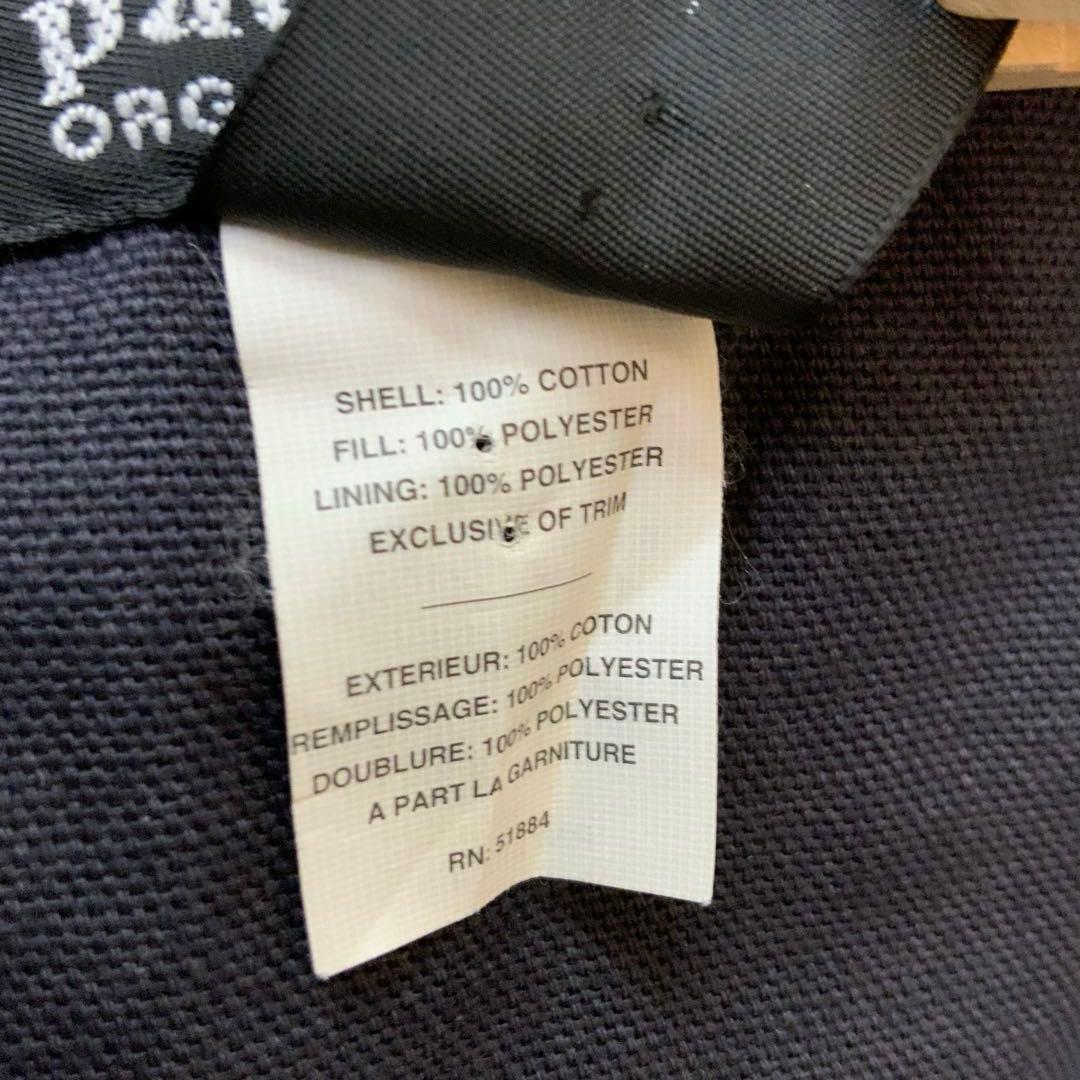 ORG
SHELL: 100% COTTON
FILL: 100% POLYESTER
LINING: 100% POLYESTER
EXCLUSIVE OF TRIM
EXTERIEUR: 100% COTON
REMPLISSAGE: 100% POLYESTER
DOUBLURE: 100% POLYESTER
A PART LA GARNITURE
RN: 51884